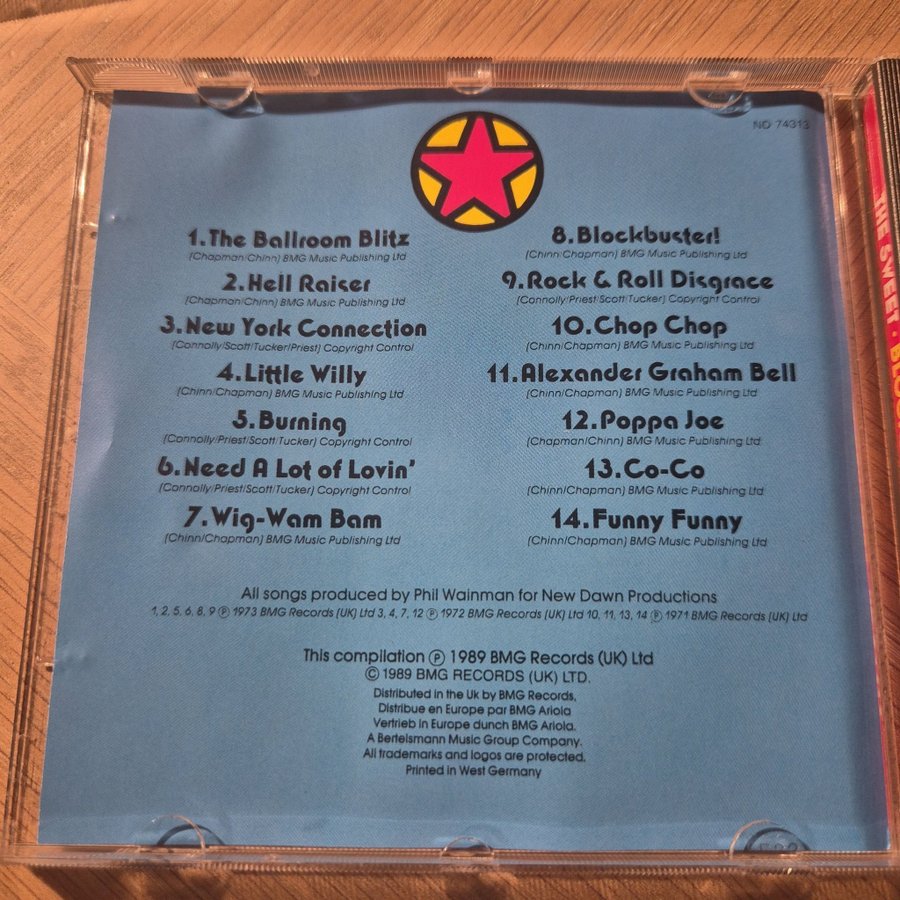 ND 74313
1.The Ballroom Blitz
(Chapman/Chinn) BMG Music Publishing Ltd
2.Hell Raiser
(Chapman/Chinn) BMG Music Publishing Ltd
3.New York Connection
(Connolly/Scott/Tucker/Priest) Copyright Control
4.Little Willy
(Chinn/Chapman) BMG Music Publishing Ltd
5.Burning
(Connolly/Priest/Scott/Tucker) Copyright Control
6.Need A Lot of Lovin'
(Connolly/Priest/Scott/Tucker) Copyright Control
7.Wig-Wam Bam
(Chinn/Chapman) BMG Music Publishing Ltd
8.Blockbuster!
(Chinn/Chapman) BMG Music Publishing Ltd
9.Rock & Roll Disgrace
(Connolly/Priest/Scott/Tucker) Copyright Control
10.Chop Chop
(Chinn/Chapman) BMG Music Publishing Ltd
11.Alexander Graham Bell
(Chinn/Chapman) BMG Music Publishing Ltd
12.Poppa Joe
(Chapman/Chinn) BMG Music Publishing Ltd
13.Co-Co
(Chinn/Chapman) BMG Music Publishing Ltd
14.Funny Funny
(Chinn/Chapman) BMG Music Publishing Ltd
All songs produced by Phil Wainman for New Dawn Productions
1, 2, 5, 6, 8, 9 ℗ 1973 BMG Records (UK) Ltd 3, 4, 7, 12 ℗ 1972 BMG Records (UK) Ltd 10, 11, 13, 14 ℗ 1971 BMG Records (UK) Ltd
This compilation ℗ 1989 BMG Records (UK) Ltd
© 1989 BMG RECORDS (UK) LTD.
Distributed in the Uk by BMG Records.
Distribue en Europe par BMG Ariola
Vertrieb in Europe dunch BMG Ariola.
A Bertelsmann Music Group Company.
All trademarks and logos are protected.
Printed in West Germany
THE SWEET ·